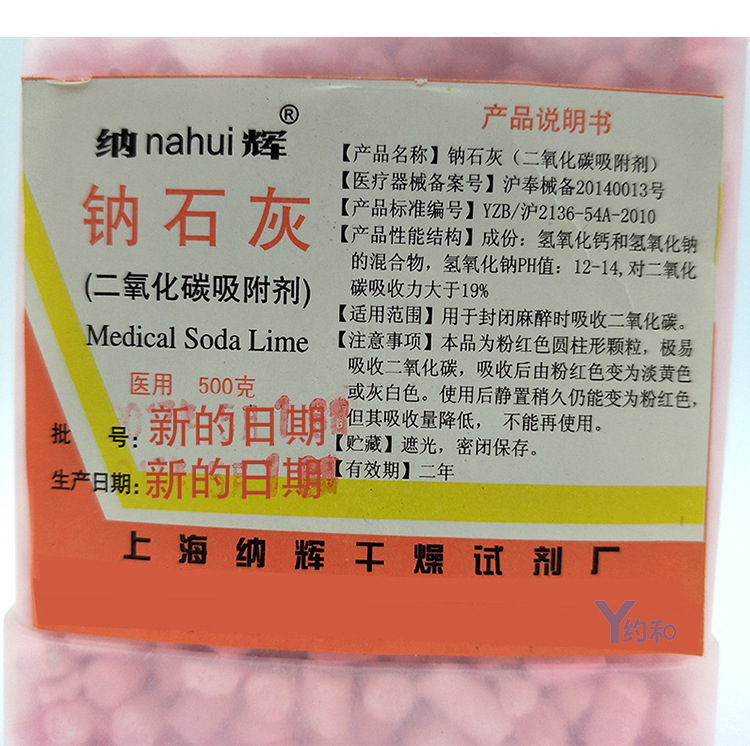 纳nahui辉®
钠石灰
(二氧化碳吸附剂)
Medical Soda Lime
医用 500克
批 号:新的日期
生产日期:新的日期
产品说明书
【产品名称】钠石灰（二氧化碳吸附剂）
【医疗器械备案号】沪奉械备20140013号
【产品标准编号】YZB/沪2136-54A-2010
【产品性能结构】成份：氢氧化钙和氢氧化钠
的混合物，氢氧化钠PH值：12-14,对二氧化
碳吸收力大于19%
【适用范围】用于封闭麻醉时吸收二氧化碳。
【注意事项】本品为粉红色圆柱形颗粒，极易
吸收二氧化碳，吸收后由粉红色变为淡黄色
或灰白色。使用后静置稍久仍能变为粉红色，
但其吸收量降低， 不能再使用。
【贮藏】遮光，密闭保存。
【有效期】二年
上海纳辉干燥试剂厂
Y约和